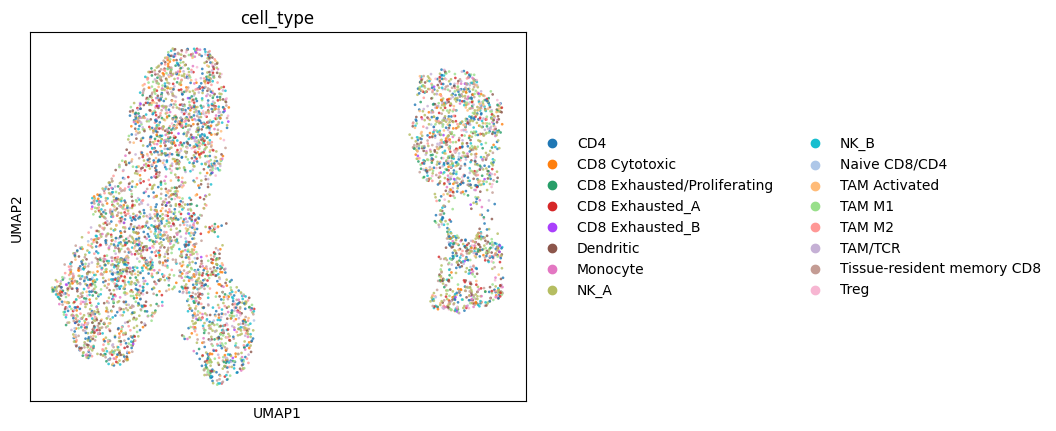 cell_type
UMAP2
UMAP1
CD4
CD8 Cytotoxic
CD8 Exhausted/Proliferating
CD8 Exhausted_A
CD8 Exhausted_B
Dendritic
Monocyte
NK_A
NK_B
Naive CD8/CD4
TAM Activated
TAM M1
TAM M2
TAM/TCR
Tissue-resident memory CD8
Treg